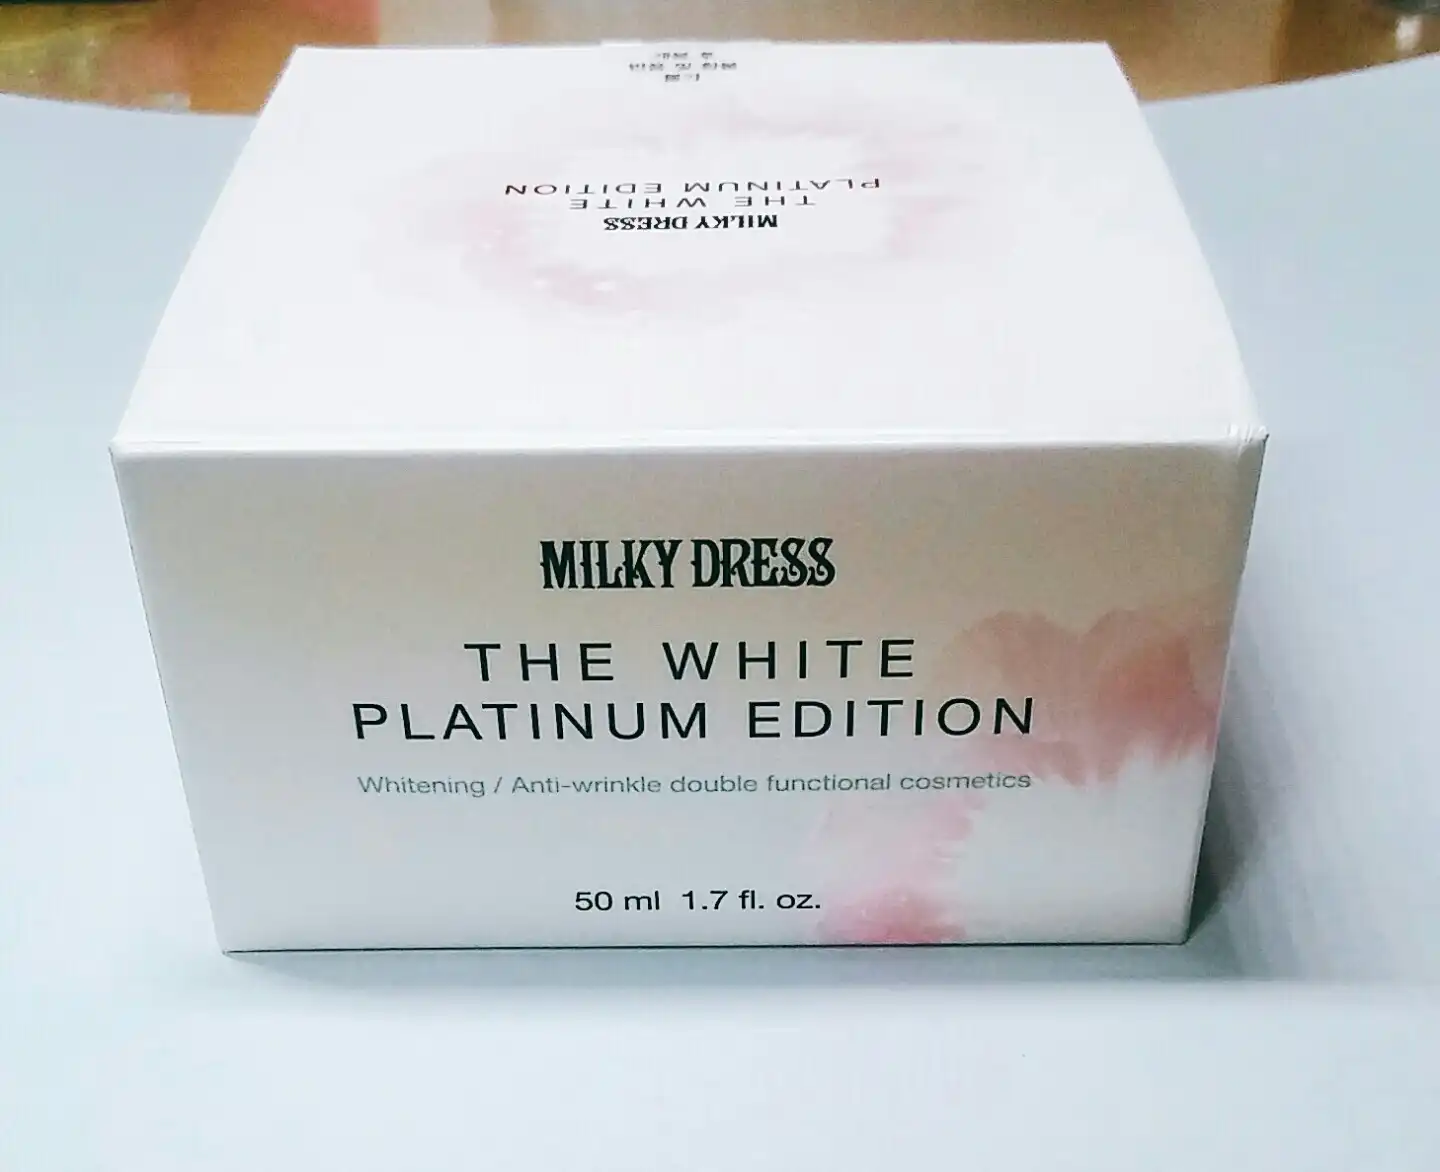 MILKY DRESS
THE WHITE
PLATINUM EDITION
MILKY DRESS
THE WHITE
PLATINUM EDITION
Whitening / Anti-wrinkle double functional cosmetics
50 ml 1.7 fl. oz.